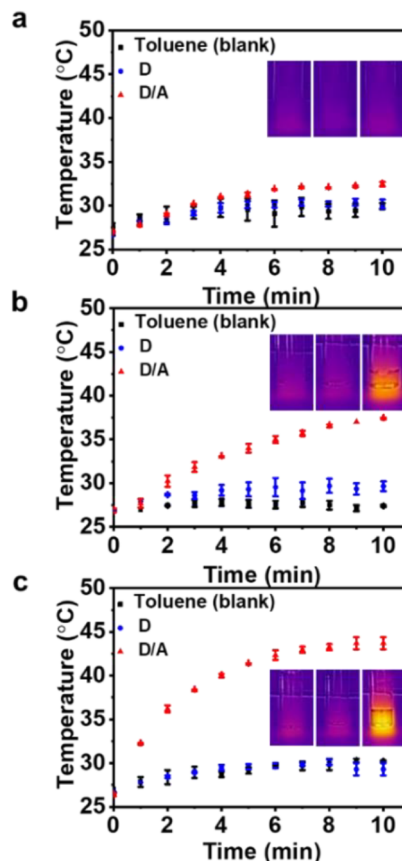 a
50
45
40
35
30
25
Temperature (°C)
Toluene (blank)
D
D/A
0 2 4 6 8 10
Time (min)
b
50
45
40
35
30
25
Temperature (°C)
Toluene (blank)
D
D/A
0 2 4 6 8 10
Time (min)
c
50
45
40
35
30
25
Temperature (°C)
Toluene (blank)
D
D/A
0 2 4 6 8 10
Time (min)